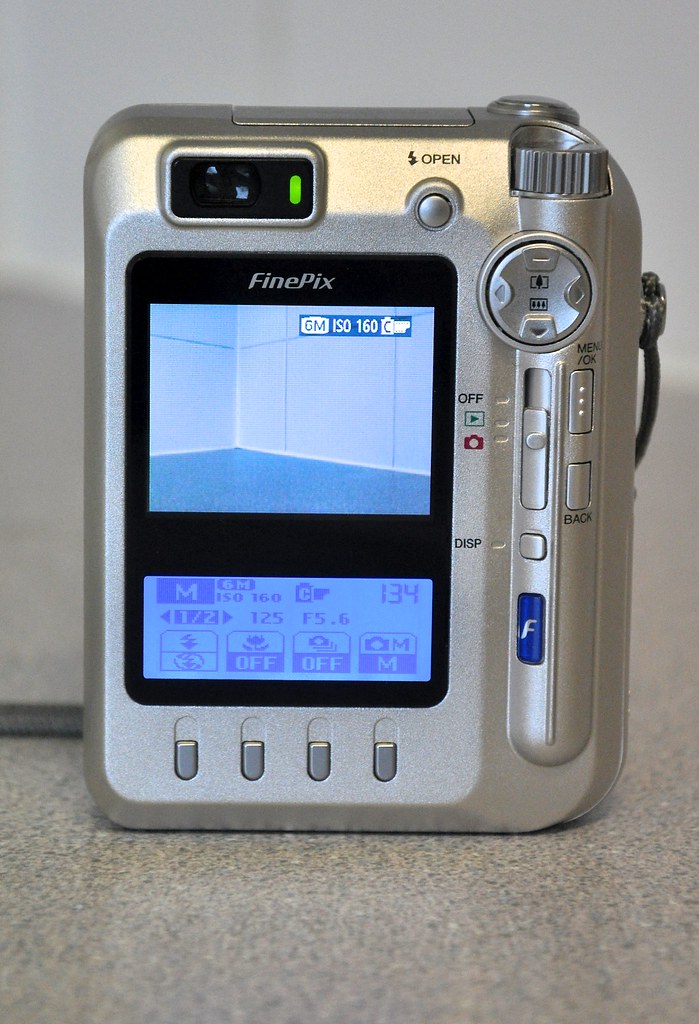 OPEN
FinePix
6M ISO 160 C
MENU
/OK
OFF
BACK
DISP
M 6M
ISO 160 C 134
1/2 125 F5.6
OFF OFF M
M
F